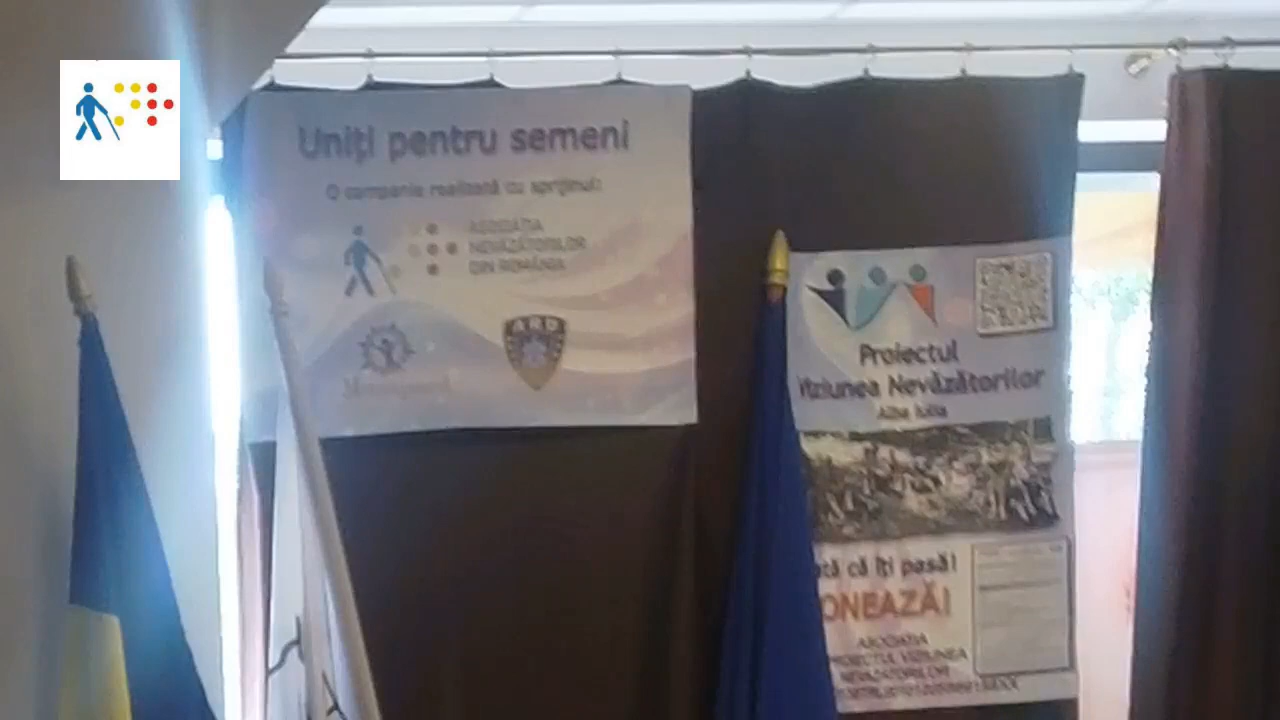 Uniți pentru semeni
O campanie realizată cu sprijinul:
ASOCIAȚIA
NEVĂZĂTORILOR
DIN ROMÂNIA
ARD
Proiectul
Viziunea Nevăzătorilor
Alba Iulia
că îți pasă!
ONEAZĂ!
ASOCIAȚIA
PROIECTUL VIZIUNEA
NEVĂZĂTORILOR